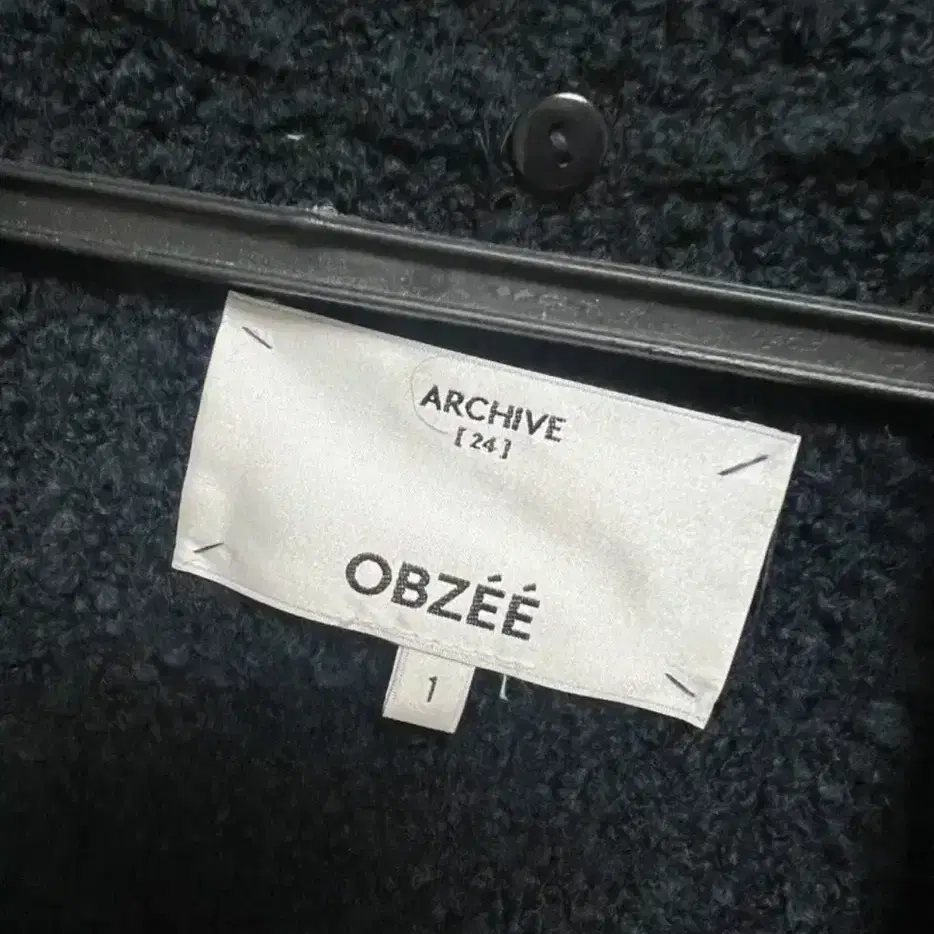 ARCHIVE
[24]
OBZÉÉ
1